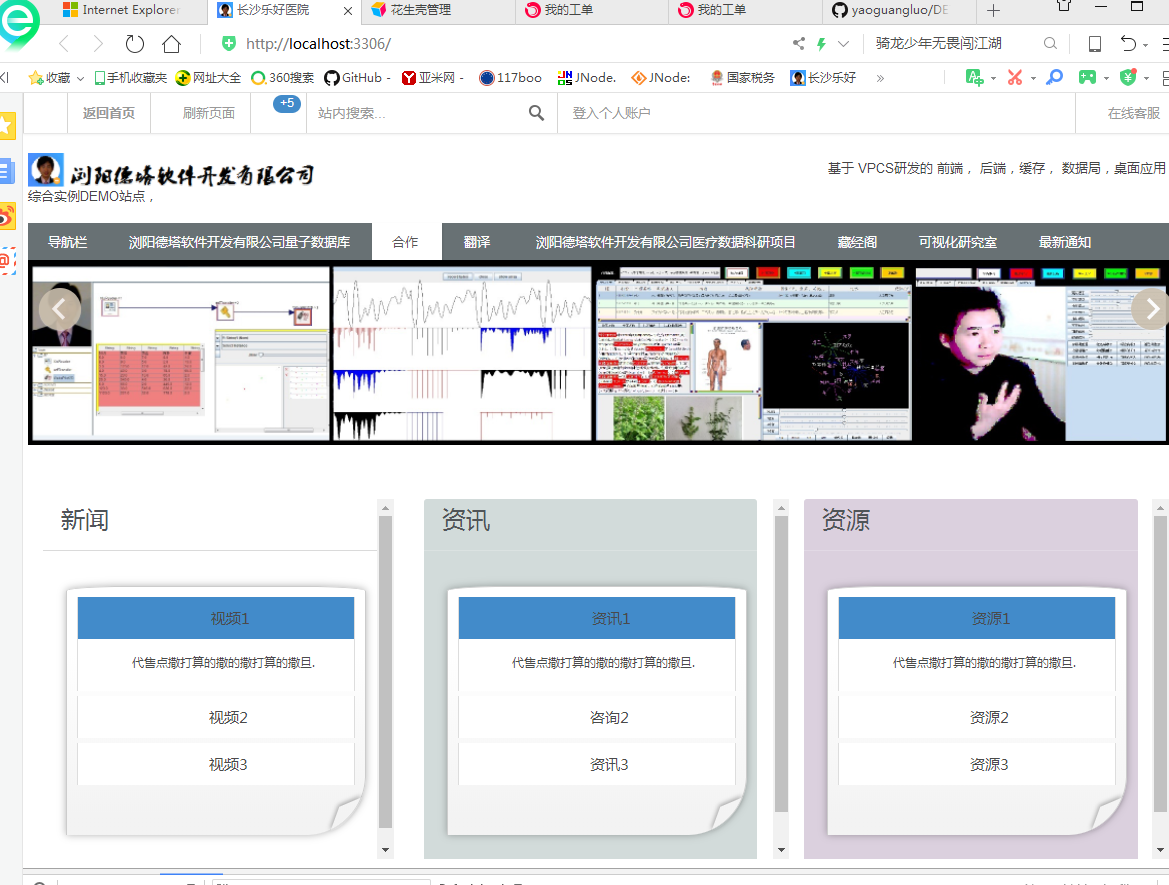 Internet Explorer 长沙乐好医院 花生壳管理 我的工单 我的工单 yaoguangluo/DE
http://localhost:3306/ 骑龙少年无畏闯江湖
收藏 手机收藏夹 网址大全 360搜索 GitHub - 亚米网 - 117boo JNode. JNode: 国家税务 长沙乐好 »
返回首页 刷新页面 +5 站内搜索... 登入个人账户 在线客服
浏阳德塔软件开发有限公司
基于 VPCS研发的 前端， 后端，缓存， 数据局，桌面应用
综合实例DEMO站点，
导航栏 浏阳德塔软件开发有限公司量子数据库 合作 翻译 浏阳德塔软件开发有限公司医疗数据科研项目 藏经阁 可视化研究室 最新通知
新闻 资讯 资源
视频1 资讯1 资源1
代售点撒打算的撒的撒打算的撒旦. 代售点撒打算的撒的撒打算的撒旦. 代售点撒打算的撒的撒打算的撒旦.
视频2 咨询2 资源2
视频3 资讯3 资源3